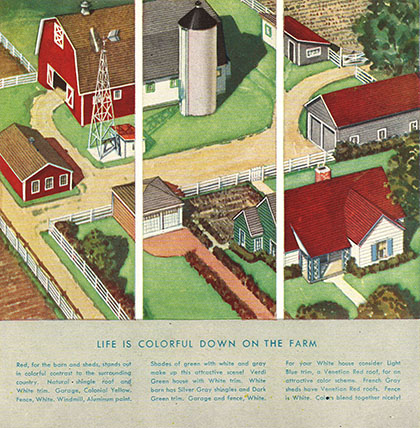 LIFE IS COLORFUL DOWN ON THE FARM
Red, for the barn and sheds, stands out
in colorful contrast to the surrounding
country. Natural-shingle roof and
White trim. Garage, Colonial Yellow.
Fence, White. Windmill, Aluminum paint.
Shades of green with white and gray
make up this attractive scene! Verdi
Green house with White trim. White
barn has Silver Gray shingles and Dark
Green trim. Garage and fence, White.
For your White house consider Light
Blue trim, a Venetian Red roof, for an
attractive color scheme. French Gray
sheds have Venetian Red roofs. Fence
is White. Colors blend together nicely!